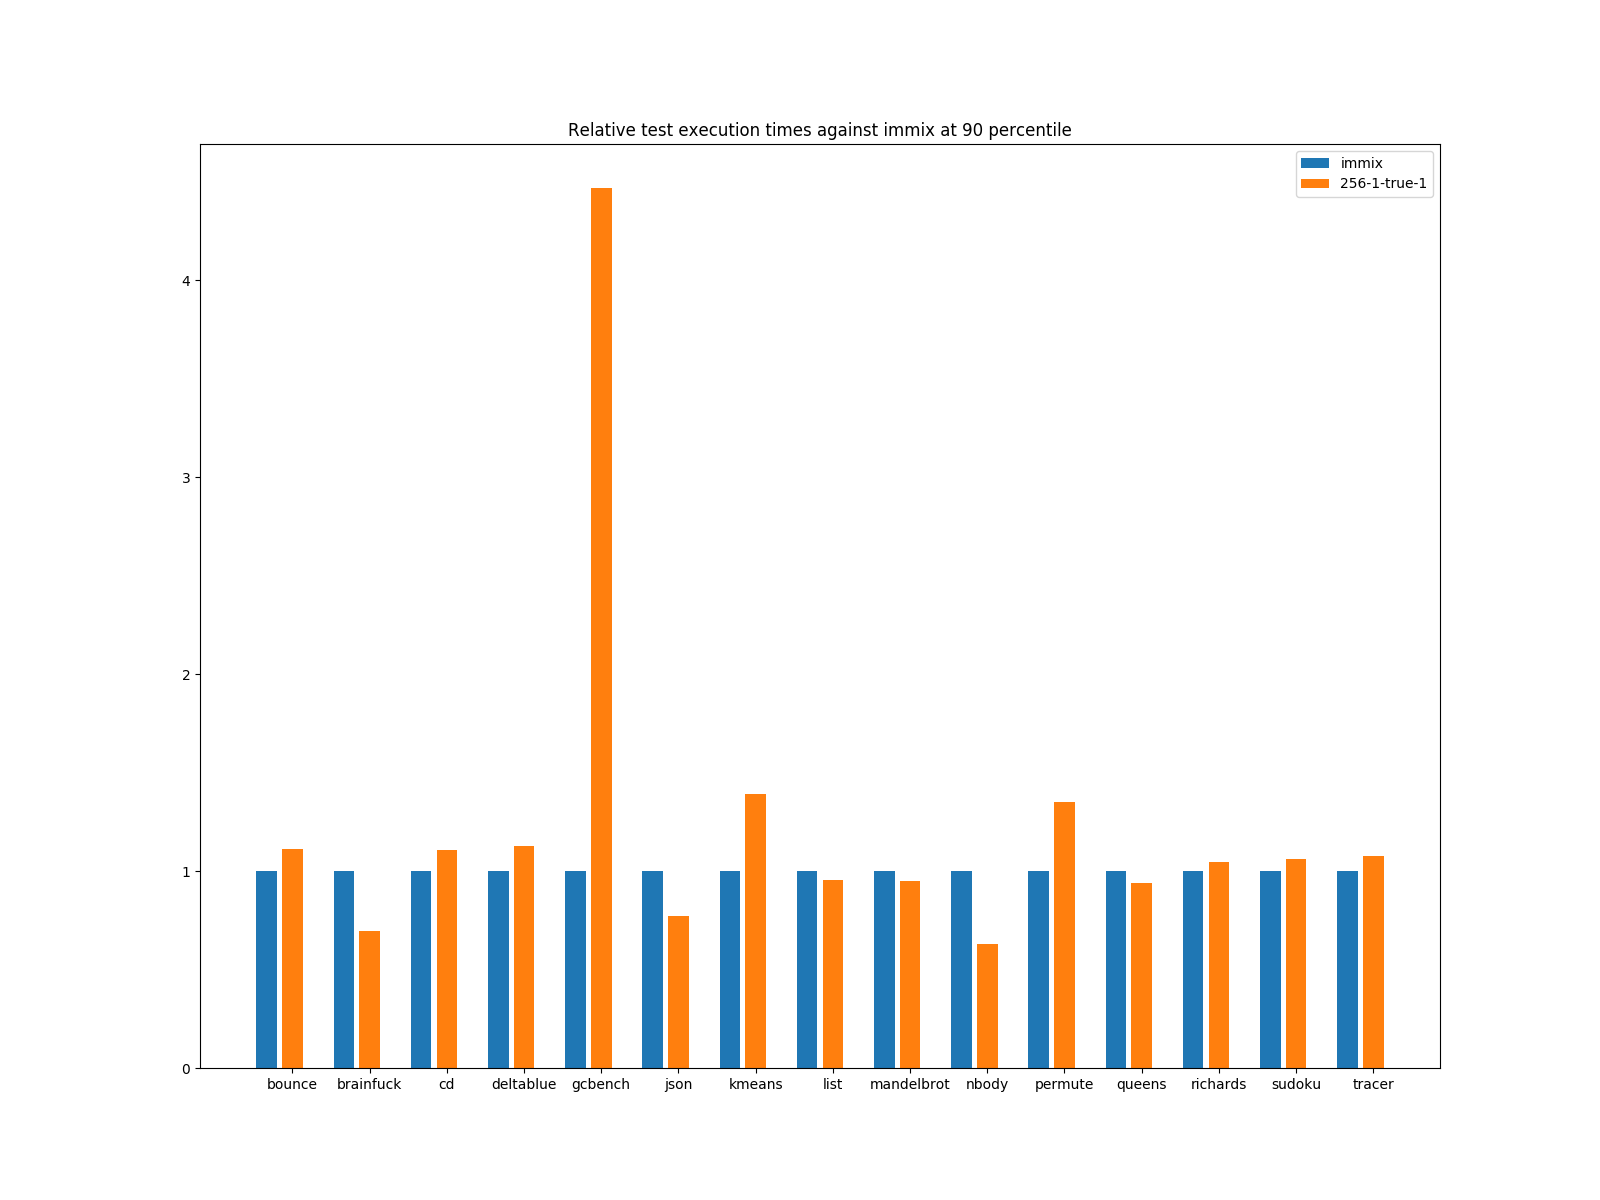 Relative test execution times against immix at 90 percentile
immix
256-1-true-1
4
3
2
1
0
bounce brainfuck cd deltablue gcbench json kmeans list mandelbrot nbody permute queens richards sudoku tracer